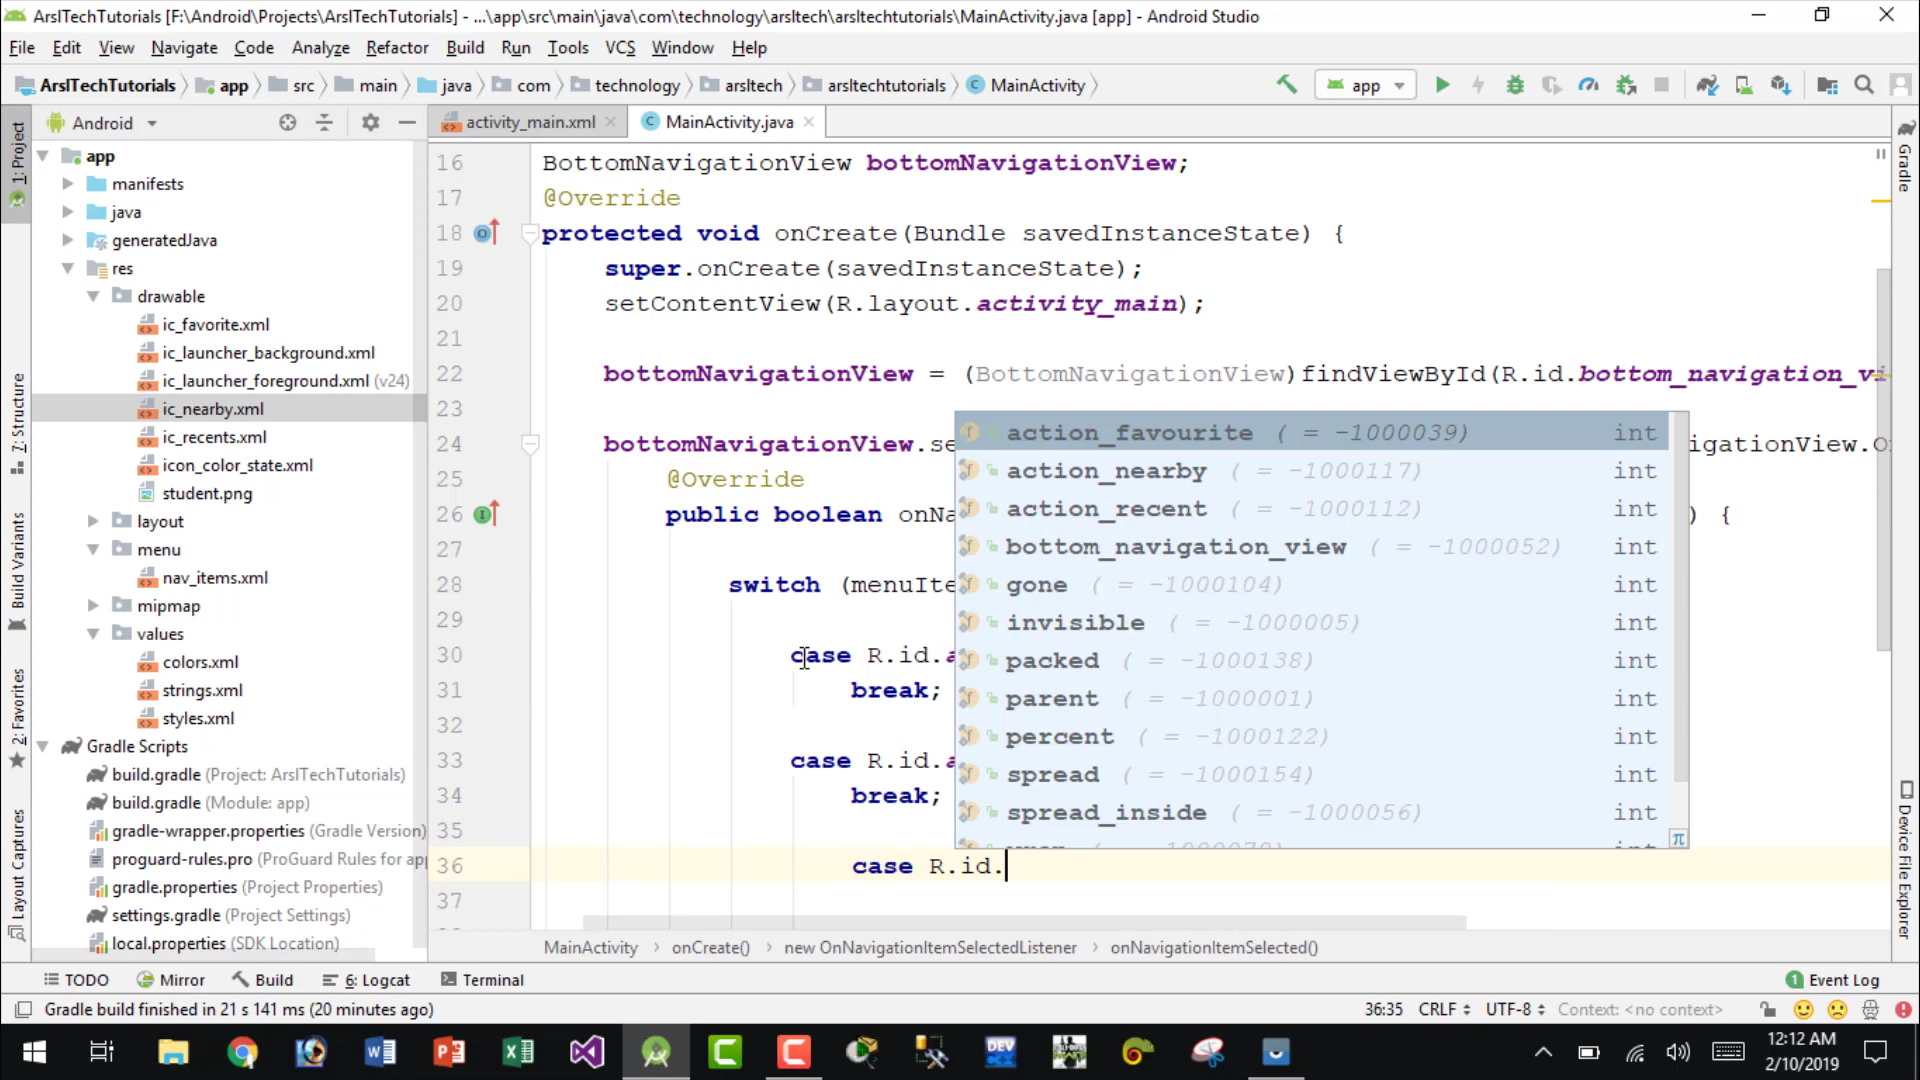 ArslTechTutorials [F:\Android\Projects\ArslTechTutorials] - ...\app\src\main\java\com\technology\arsltech\arsltechtutorials\MainActivity.java [app] - Android Studio
File Edit View Navigate Code Analyze Refactor Build Run Tools VCS Window Help
ArslTechTutorials app src main java com technology arsltech arsltechtutorials MainActivity app
Android
activity_main.xml
MainActivity.java
1: Project
7: Structure
Build Variants
2: Favorites
Layout Captures
app
manifests
java
generatedJava
res
drawable
ic_favorite.xml
ic_launcher_background.xml
ic_launcher_foreground.xml (v24)
ic_nearby.xml
ic_recents.xml
icon_color_state.xml
student.png
layout
menu
nav_items.xml
mipmap
values
colors.xml
strings.xml
styles.xml
Gradle Scripts
build.gradle (Project: ArslTechTutorials)
build.gradle (Module: app)
gradle-wrapper.properties (Gradle Version)
proguard-rules.pro (ProGuard Rules for app
gradle.properties (Project Properties)
settings.gradle (Project Settings)
local.properties (SDK Location)
16 BottomNavigationView bottomNavigationView;
17 @Override
18 protected void onCreate(Bundle savedInstanceState) {
19 super.onCreate(savedInstanceState);
20 setContentView(R.layout.activity_main);
21
22 bottomNavigationView = (BottomNavigationView)findViewById(R.id.bottom_navigation_vi
23
24 bottomNavigationView.se igationView.O
25 @Override
26 public boolean onNa ) {
27
28 switch (menuIte
29
30 case R.id.a
31 break;
32
33 case R.id.a
34 break;
35
36 case R.id.
37
action_favourite ( = -1000039) int
action_nearby ( = -1000117) int
action_recent ( = -1000112) int
bottom_navigation_view ( = -1000052) int
gone ( = -1000104) int
invisible ( = -1000005) int
packed ( = -1000138) int
parent ( = -1000001) int
percent ( = -1000122) int
spread ( = -1000154) int
spread_inside ( = -1000056) int
π
Gradle
Device File Explorer
MainActivity onCreate() new OnNavigationItemSelectedListener onNavigationItemSelected()
TODO Mirror Build 6: Logcat Terminal 1 Event Log
Gradle build finished in 21 s 141 ms (20 minutes ago) 36:35 CRLF UTF-8 Context: <no context>
12:12 AM
2/10/2019